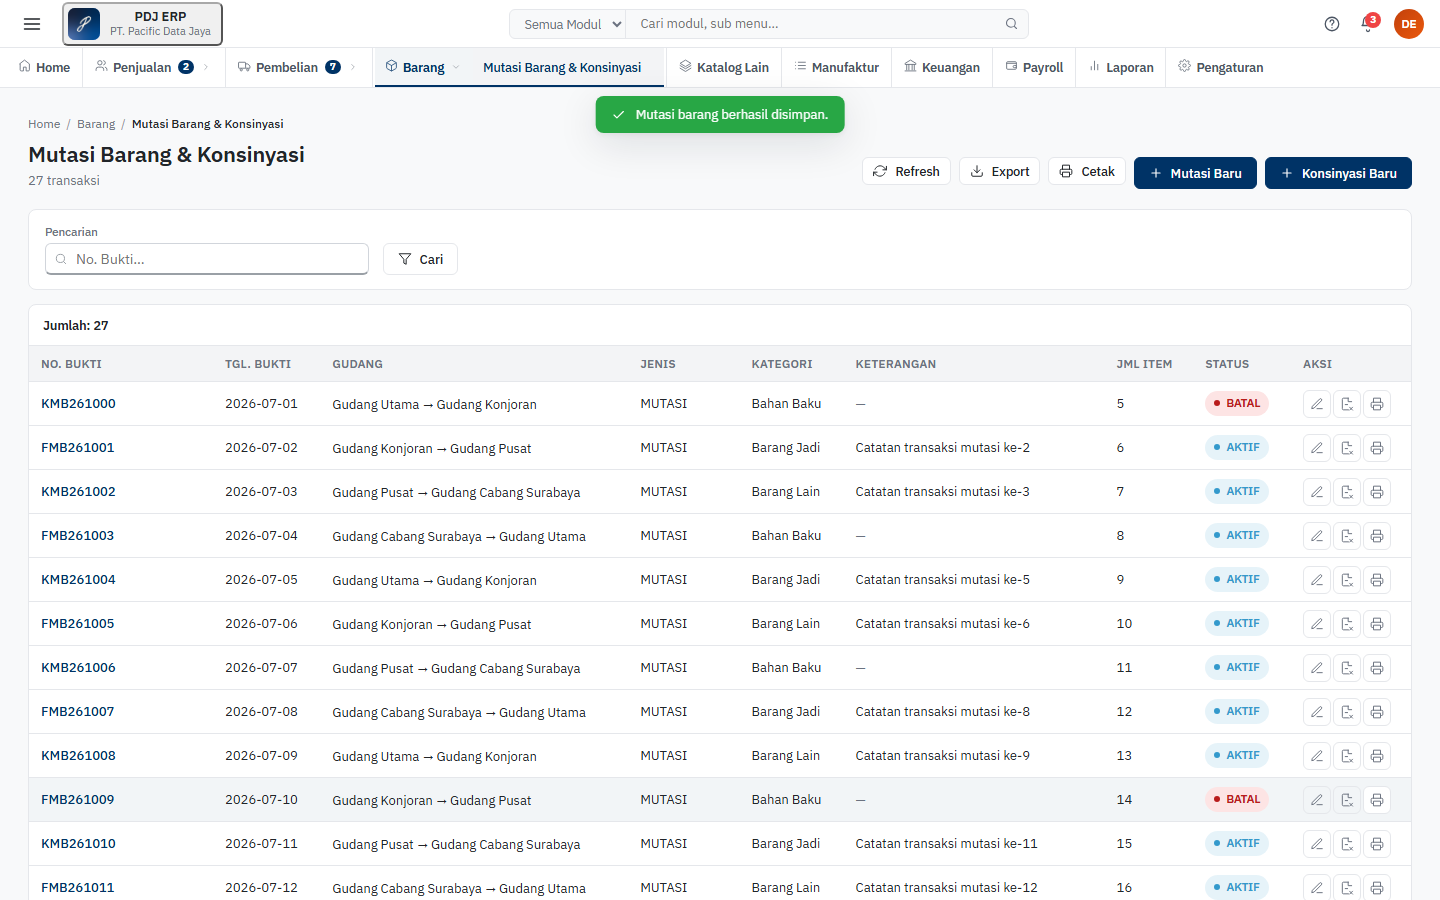 PDJ ERP
PT. Pacific Data Jaya
Semua Modul
Cari modul, sub menu...
3
DE
Home
Penjualan 2
Pembelian 7
Barang
Mutasi Barang & Konsinyasi
Katalog Lain
Manufaktur
Keuangan
Payroll
Laporan
Pengaturan
Mutasi barang berhasil disimpan.
Home / Barang / Mutasi Barang & Konsinyasi
Mutasi Barang & Konsinyasi
27 transaksi
Refresh
Export
Cetak
Mutasi Baru
Konsinyasi Baru
Pencarian
No. Bukti...
Cari
Jumlah: 27
NO. BUKTI TGL. BUKTI GUDANG JENIS KATEGORI KETERANGAN JML ITEM STATUS AKSI
KMB261000 2026-07-01 Gudang Utama → Gudang Konjoran MUTASI Bahan Baku — 5 BATAL
FMB261001 2026-07-02 Gudang Konjoran → Gudang Pusat MUTASI Barang Jadi Catatan transaksi mutasi ke-2 6 AKTIF
KMB261002 2026-07-03 Gudang Pusat → Gudang Cabang Surabaya MUTASI Barang Lain Catatan transaksi mutasi ke-3 7 AKTIF
FMB261003 2026-07-04 Gudang Cabang Surabaya → Gudang Utama MUTASI Bahan Baku — 8 AKTIF
KMB261004 2026-07-05 Gudang Utama → Gudang Konjoran MUTASI Barang Jadi Catatan transaksi mutasi ke-5 9 AKTIF
FMB261005 2026-07-06 Gudang Konjoran → Gudang Pusat MUTASI Barang Lain Catatan transaksi mutasi ke-6 10 AKTIF
KMB261006 2026-07-07 Gudang Pusat → Gudang Cabang Surabaya MUTASI Bahan Baku — 11 AKTIF
FMB261007 2026-07-08 Gudang Cabang Surabaya → Gudang Utama MUTASI Barang Jadi Catatan transaksi mutasi ke-8 12 AKTIF
KMB261008 2026-07-09 Gudang Utama → Gudang Konjoran MUTASI Barang Lain Catatan transaksi mutasi ke-9 13 AKTIF
FMB261009 2026-07-10 Gudang Konjoran → Gudang Pusat MUTASI Bahan Baku — 14 BATAL
KMB261010 2026-07-11 Gudang Pusat → Gudang Cabang Surabaya MUTASI Barang Jadi Catatan transaksi mutasi ke-11 15 AKTIF
FMB261011 2026-07-12 Gudang Cabang Surabaya → Gudang Utama MUTASI Barang Lain Catatan transaksi mutasi ke-12 16 AKTIF